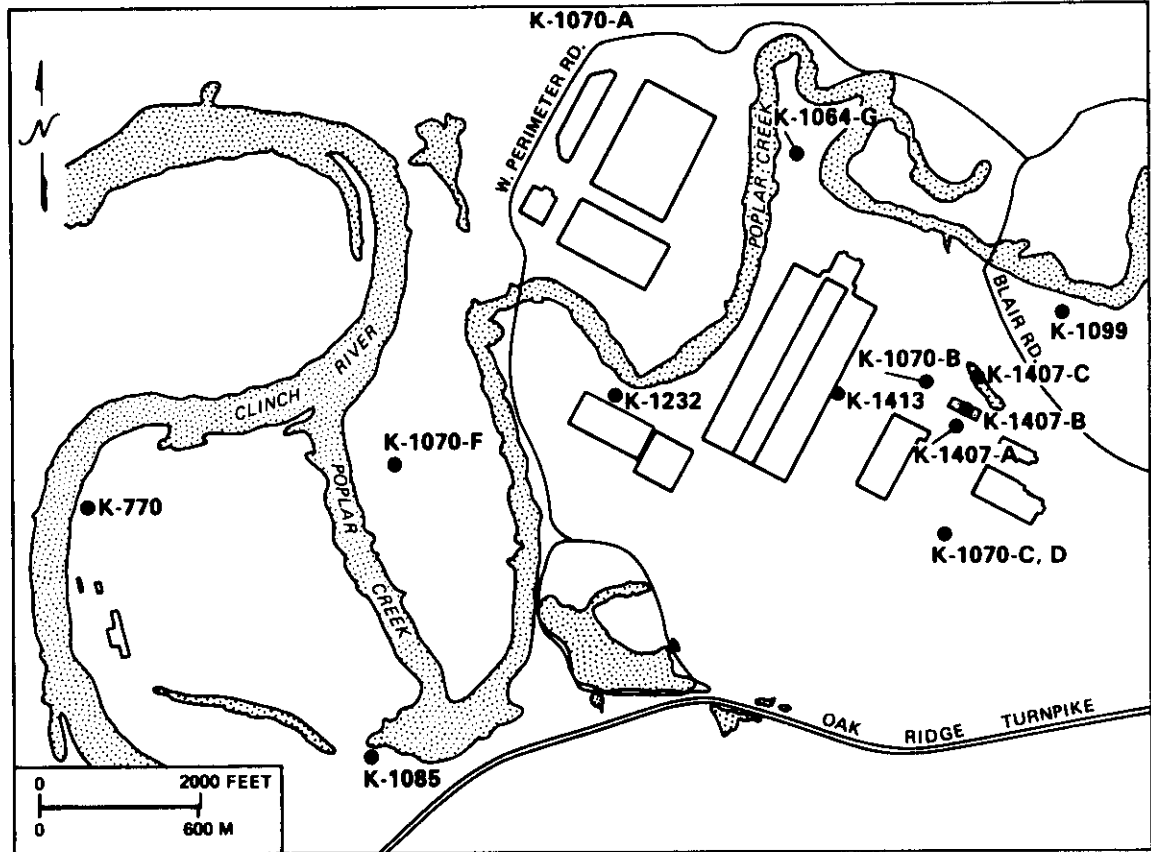 K-1070-A
W. PERIMETER RD.
N
POPLAR CREEK
K-1064-G
BLAIR RD.
K-1099
CLINCH RIVER
K-1070-B
K-1407-C
K-1232
K-1413
K-1407-B
K-1070-F
K-1407-A
POPLAR CREEK
K-770
K-1070-C, D
OAK RIDGE TURNPIKE
K-1085
0 2000 FEET
0 600 M